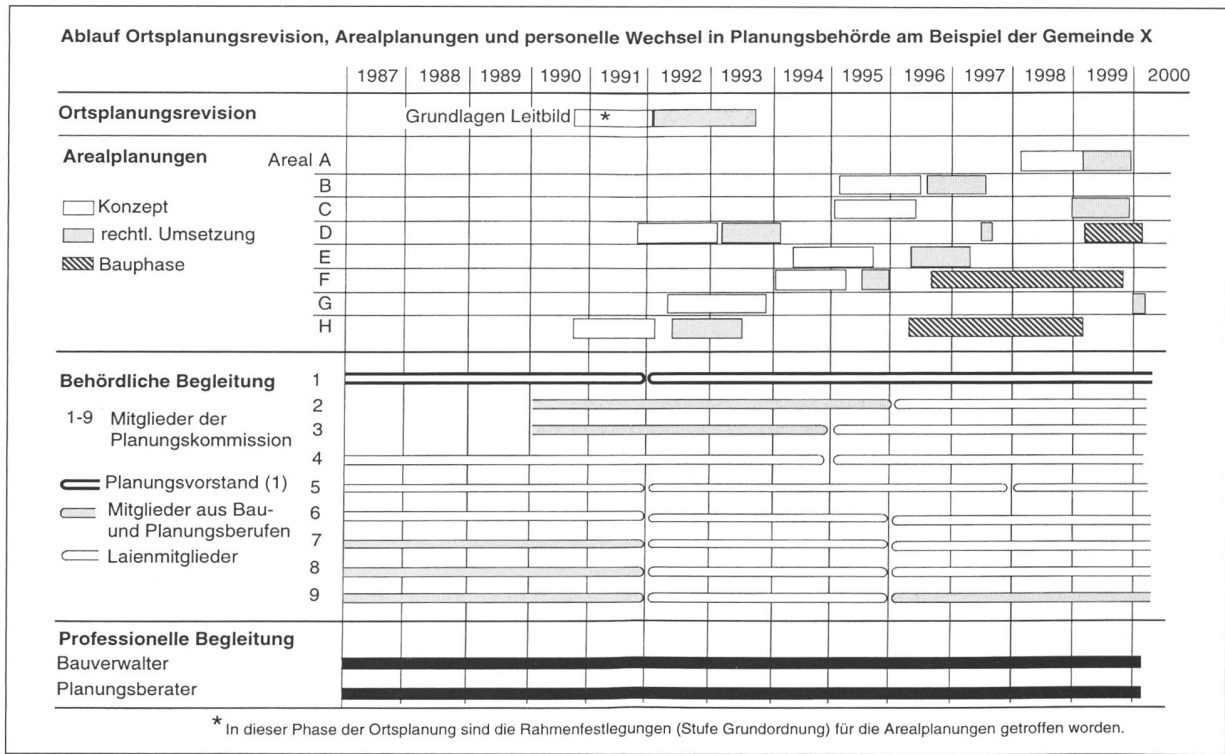 Ablauf Ortsplanungsrevision, Arealplanungen und personelle Wechsel in Planungsbehörde am Beispiel der Gemeinde X
1987 1988 1989 1990 1991 1992 1993 1994 1995 1996 1997 1998 1999 2000
Ortsplanungsrevision Grundlagen Leitbild *
Arealplanungen Areal A
B
Konzept C
rechtl. Umsetzung D
E
Bauphase F
G
H
Behördliche Begleitung 1
1-9 Mitglieder der 2
Planungskommission 3
4
Planungsvorstand (1) 5
Mitglieder aus Bau- 6
und Planungsberufen 7
Laienmitglieder 8
9
Professionelle Begleitung
Bauverwalter
Planungsberater
* In dieser Phase der Ortsplanung sind die Rahmenfestlegungen (Stufe Grundordnung) für die Arealplanungen getroffen worden.